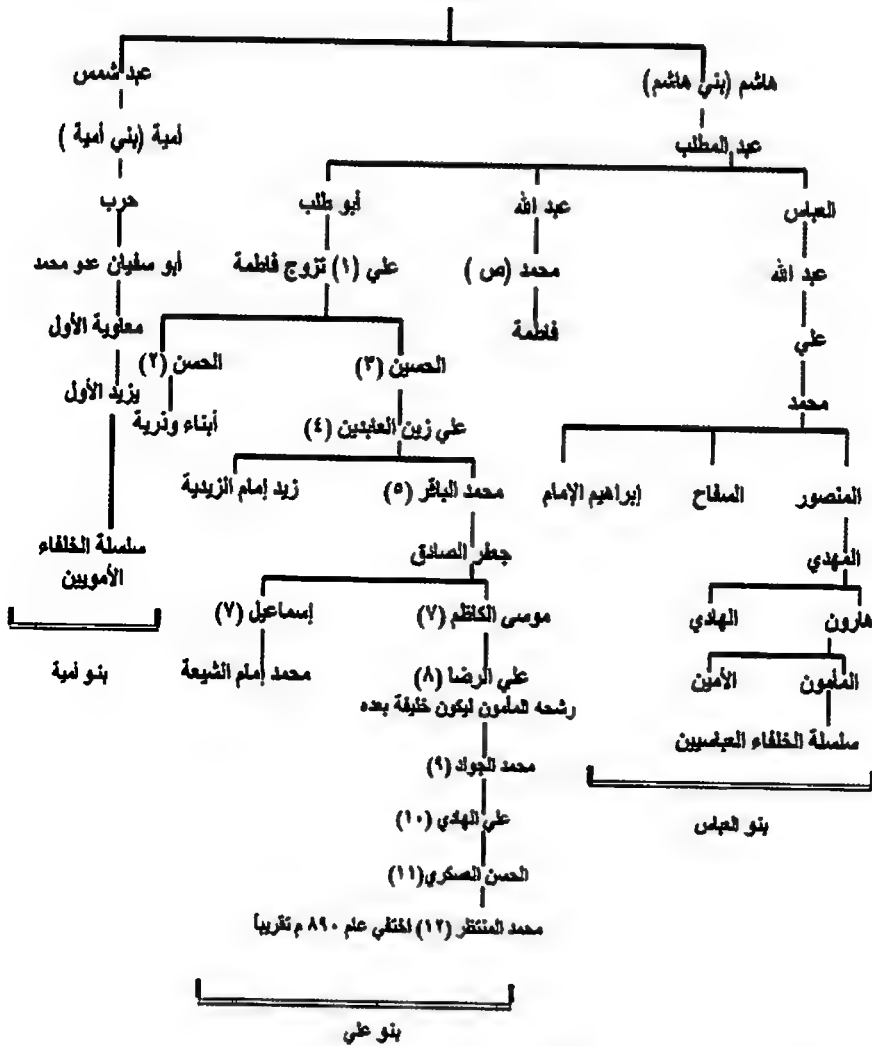 هاشم (بني هاشم)
عبد شمس
عبد المطلب
أمية (بني أمية)
العباس
عبد الله
أبو طلب
حرب
عبد الله
محمد (ص)
علي (١) تزوج فاطمة
أبو سفيان عدو محمد
علي
فاطمة
معاوية الأول
محمد
الحسين (٣)
الحسن (٢)
يزيد الأول
علي زين العابدين (٤)
أبناء وذرية
المنصور
السفاح
إبراهيم الإمام
محمد الباقر (٥)
زيد إمام الزيدية
المهدي
جعفر الصادق
سلسلة الخلفاء
الأمويين
هارون
الهادي
موسى الكاظم (٧)
إسماعيل (٧)
المأمون
الأمين
علي الرضا (٨)
محمد إمام الشيعة
بنو أمية
رشحه المأمون ليكون خليفة بعده
سلسلة الخلفاء العباسيين
محمد الجواد (٩)
بنو العباس
علي الهادي (١٠)
الحسن العسكري (١١)
محمد المنتظر (١٢) اختفي عام ٨٩٠ م تقريباً
بنو علي